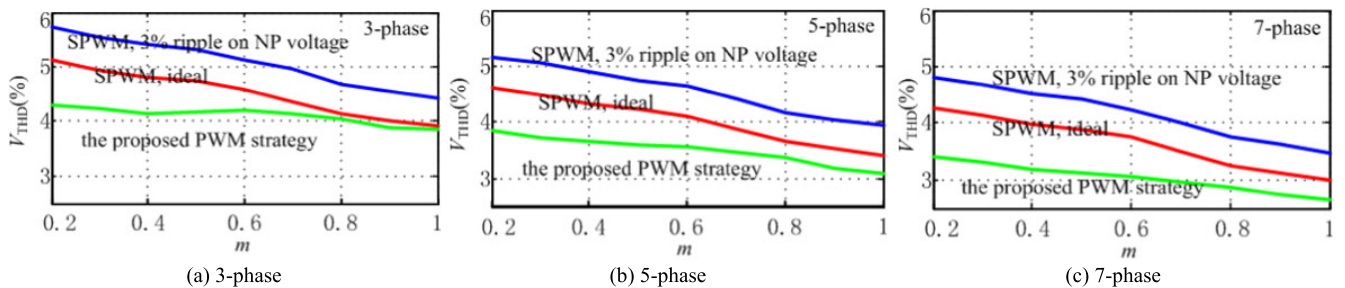 6
3-phase
SPWM, 3% ripple on NP voltage
5
SPWM, ideal
V_THD(%)
4
the proposed PWM strategy
3
0.2 0.4 0.6 0.8 1
m
(a) 3-phase
6
5-phase
SPWM, 3% ripple on NP voltage
5
SPWM, ideal
V_THD(%)
4
the proposed PWM strategy
3
0.2 0.4 0.6 0.8 1
m
(b) 5-phase
6
7-phase
SPWM, 3% ripple on NP voltage
5
SPWM, ideal
V_THD(%)
4
the proposed PWM strategy
3
0.2 0.4 0.6 0.8 1
m
(c) 7-phase